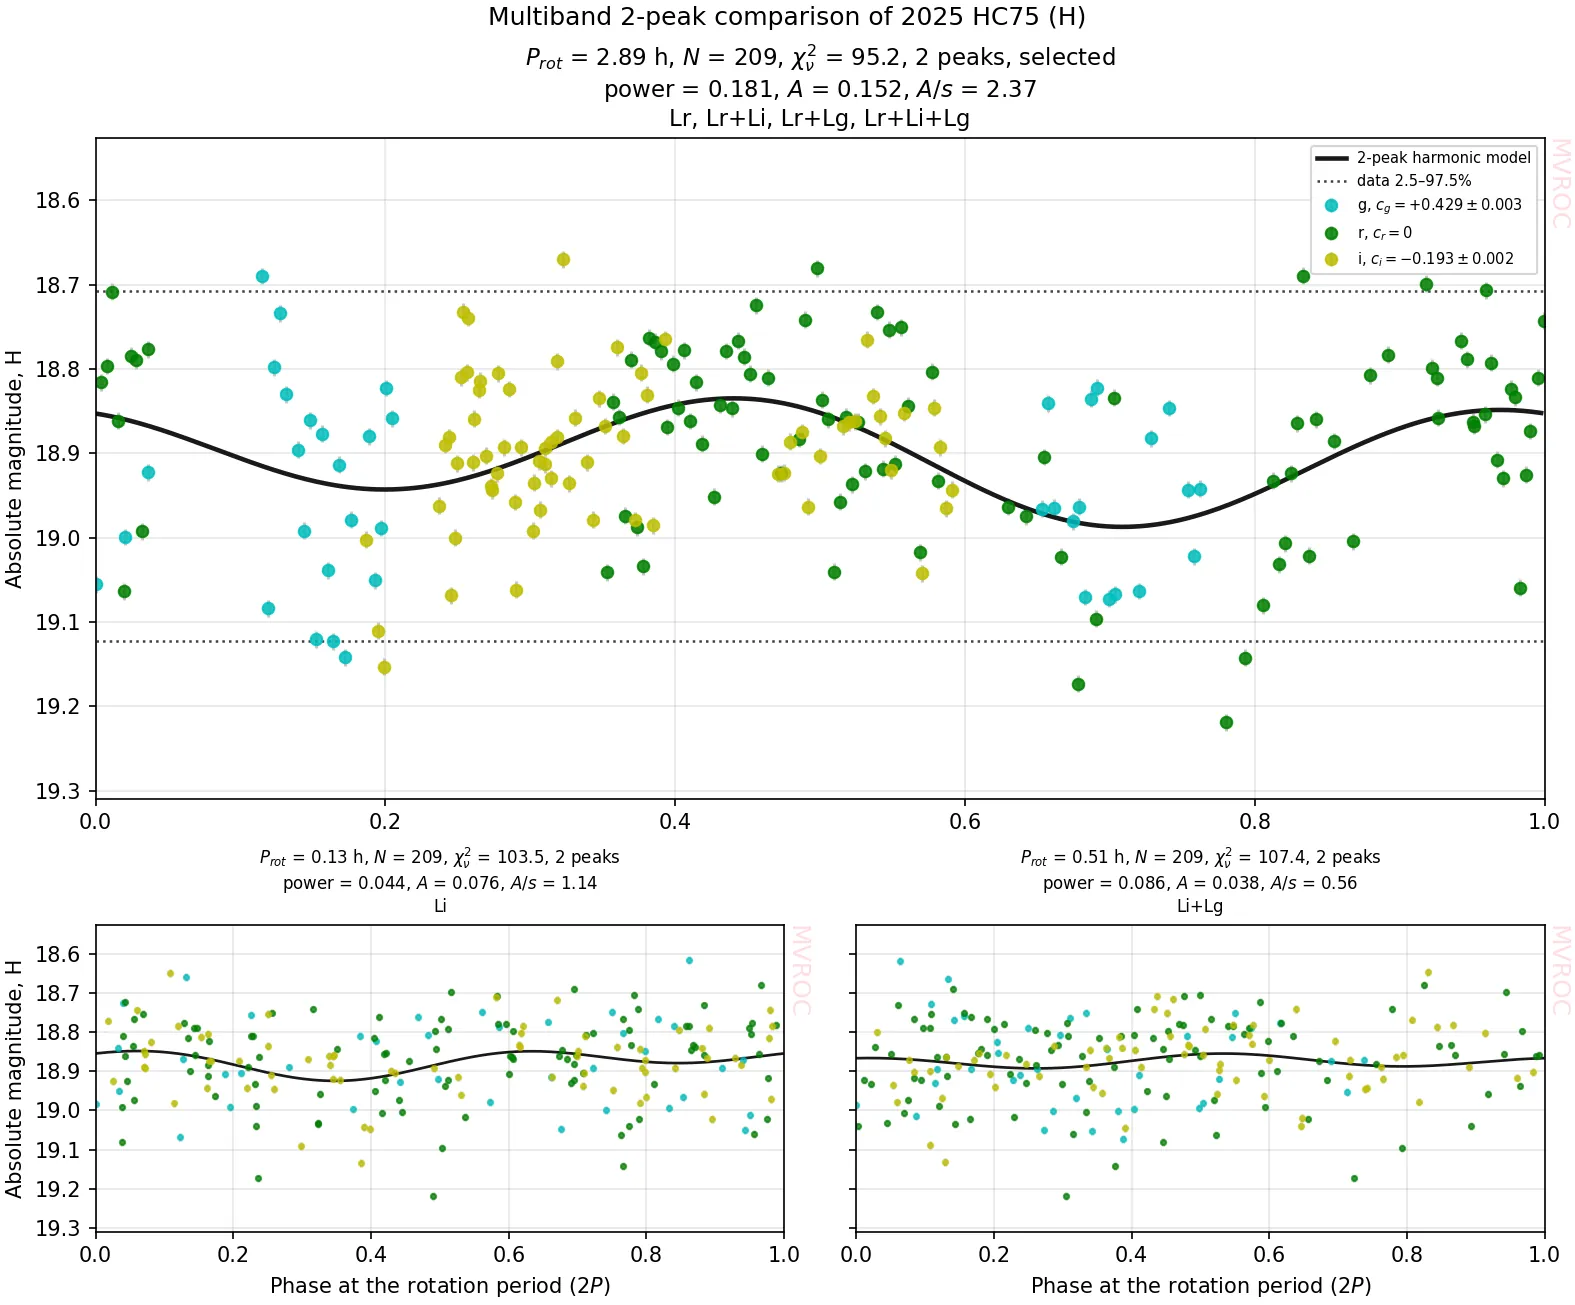 Multiband 2-peak comparison of 2025 HC75 (H)
P_rot = 2.89 h, N = 209, χ²_ν = 95.2, 2 peaks, selected
power = 0.181, A = 0.152, A/s = 2.37
Lr, Lr+Li, Lr+Lg, Lr+Li+Lg
2-peak harmonic model
data 2.5–97.5%
g, c_g = +0.429 ± 0.003
r, c_r = 0
i, c_i = −0.193 ± 0.002
MVROC
Absolute magnitude, H
18.6
18.7
18.8
18.9
19.0
19.1
19.2
19.3
0.0 0.2 0.4 0.6 0.8 1.0
P_rot = 0.13 h, N = 209, χ²_ν = 103.5, 2 peaks
power = 0.044, A = 0.076, A/s = 1.14
Li
MVROC
Absolute magnitude, H
18.6
18.7
18.8
18.9
19.0
19.1
19.2
19.3
0.0 0.2 0.4 0.6 0.8 1.0
Phase at the rotation period (2P)
P_rot = 0.51 h, N = 209, χ²_ν = 107.4, 2 peaks
power = 0.086, A = 0.038, A/s = 0.56
Li+Lg
MVROC
0.0 0.2 0.4 0.6 0.8 1.0
Phase at the rotation period (2P)